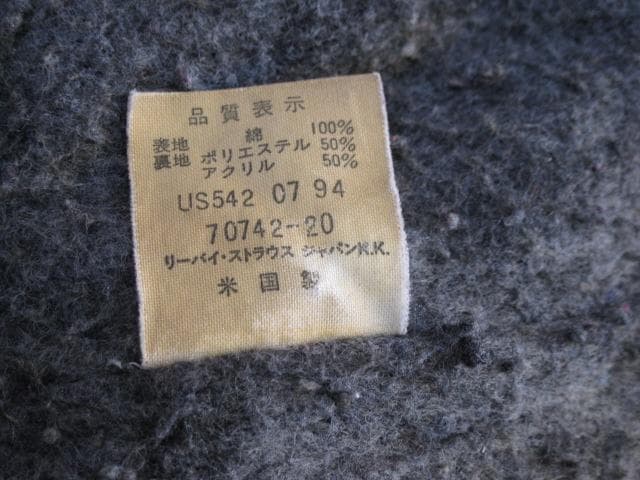 品質表示
表地 綿 100%
裏地 ポリエステル 50%
アクリル 50%
US542 07 94
70742-20
リーバイ・ストラウス ジャパンK.K.
米国製